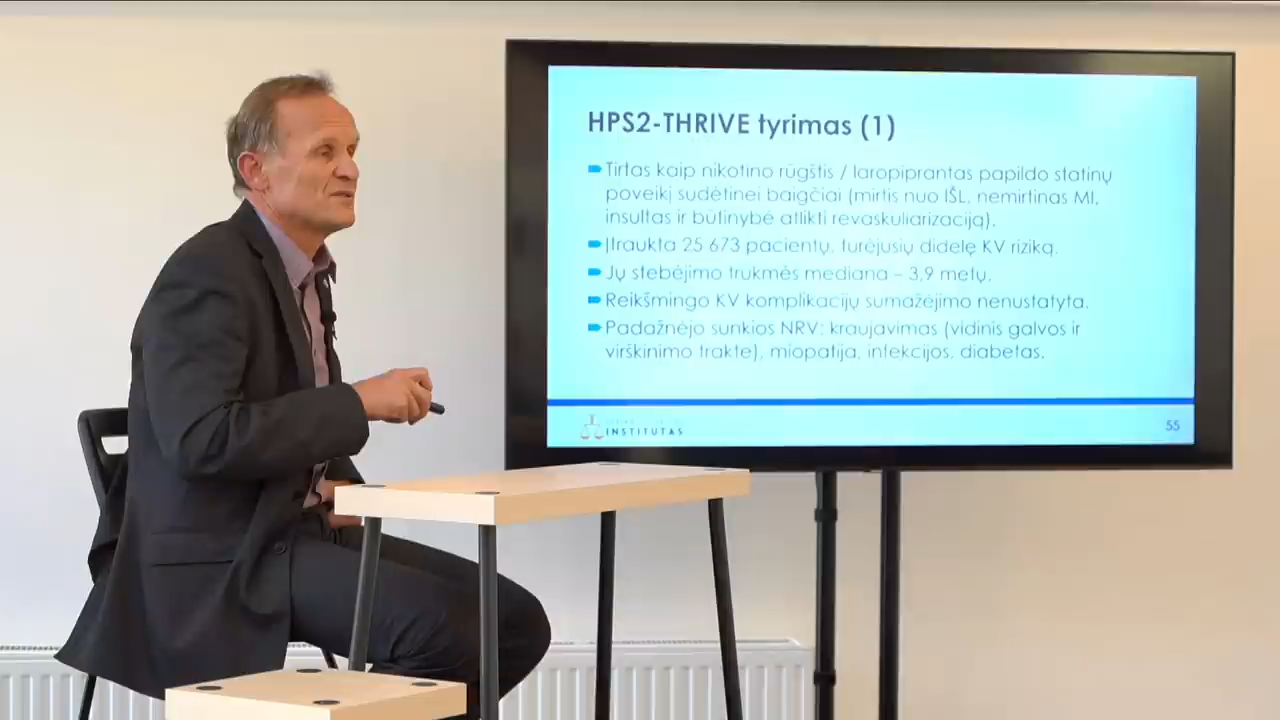 HPS2-THRIVE tyrimas (1)
Tirtas kaip nikotino rūgštis / laropiprantas papildo statinų
poveikį sudėtinei baigčiai (mirtis nuo IŠL, nemirtinas MI,
insultas ir būtinybė atlikti revaskuliarizaciją).
Įtraukta 25 673 pacientų, turėjusių didelę KV riziką.
Jų stebėjimo trukmės mediana – 3,9 metų.
Reikšmingo KV komplikacijų sumažėjimo nenustatyta.
Padažnėjo sunkios NRV: kraujavimas (vidinis galvos ir
virškinimo trakte), miopatija, infekcijos, diabetas.
INSTITUTAS
55